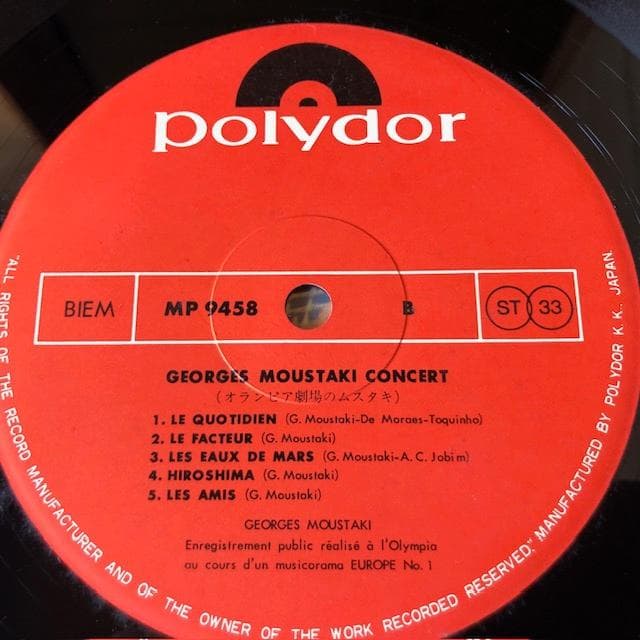 polydor
BIEM MP 9458 B ST 33
GEORGES MOUSTAKI CONCERT
(オランピア劇場のムスタキ)
1. LE QUOTIDIEN (G. Moustaki-De Moraes-Toquinho)
2. LE FACTEUR (G. Moustaki)
3. LES EAUX DE MARS (G. Moustaki-A.C. Jobim)
4. HIROSHIMA (G. Moustaki)
5. LES AMIS (G. Moustaki)
GEORGES MOUSTAKI
Enregistrement public réalisé à l'Olympia
au cours d'un musicorama EUROPE No. 1
"ALL RIGHTS OF THE RECORD MANUFACTURER AND OF THE OWNER OF THE WORK RECORDED RESERVED," MANUFACTURED BY POLYDOR K.K. JAPAN.